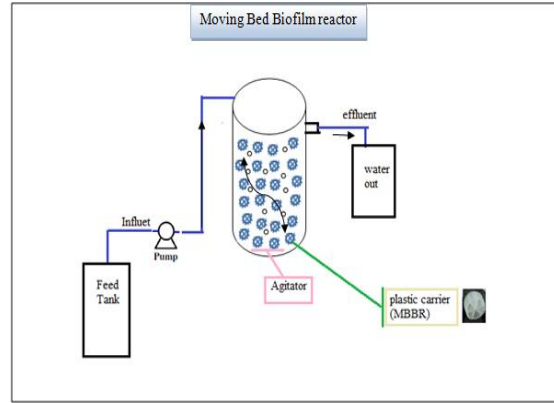 Moving Bed Biofilm reactor
effluent
water
out
Influet
Pump
Feed
Tank
Agitator
plastic carrier
(MBBR)